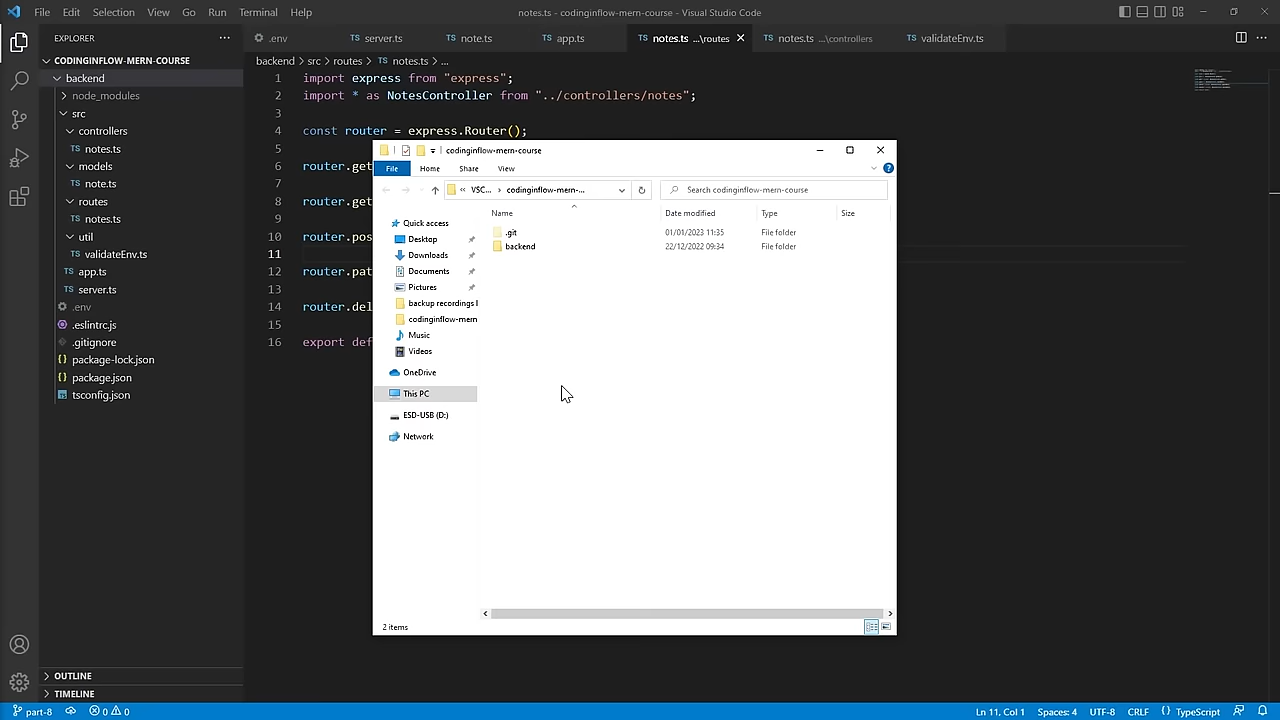 File Edit Selection View Go Run Terminal Help
notes.ts - codinginflow-mern-course - Visual Studio Code
EXPLORER
CODINGINFLOW-MERN-COURSE
backend
node_modules
src
controllers
notes.ts
models
note.ts
routes
notes.ts
util
validateEnv.ts
app.ts
server.ts
.env
.eslintrc.js
.gitignore
package-lock.json
package.json
tsconfig.json
OUTLINE
TIMELINE
.env server.ts note.ts app.ts notes.ts ...\routes notes.ts ...\controllers validateEnv.ts
backend > src > routes > notes.ts > ...
1 import express from "express";
2 import * as NotesController from "../controllers/notes";
3
4 const router = express.Router();
5
6 router.get
7
8 router.get
9
10 router.pos
11
12 router.pat
13
14 router.del
15
16 export def
codinginflow-mern-course
File Home Share View
« VSC... > codinginflow-mern-...
Search codinginflow-mern-course
Quick access
Desktop
Downloads
Documents
Pictures
backup recordings
codinginflow-mern
Music
Videos
OneDrive
This PC
ESD-USB (D:)
Network
Name Date modified Type Size
.git 01/01/2023 11:35 File folder
backend 22/12/2022 09:34 File folder
2 items
part-8 0 0 Ln 11, Col 1 Spaces: 4 UTF-8 CRLF {} TypeScript